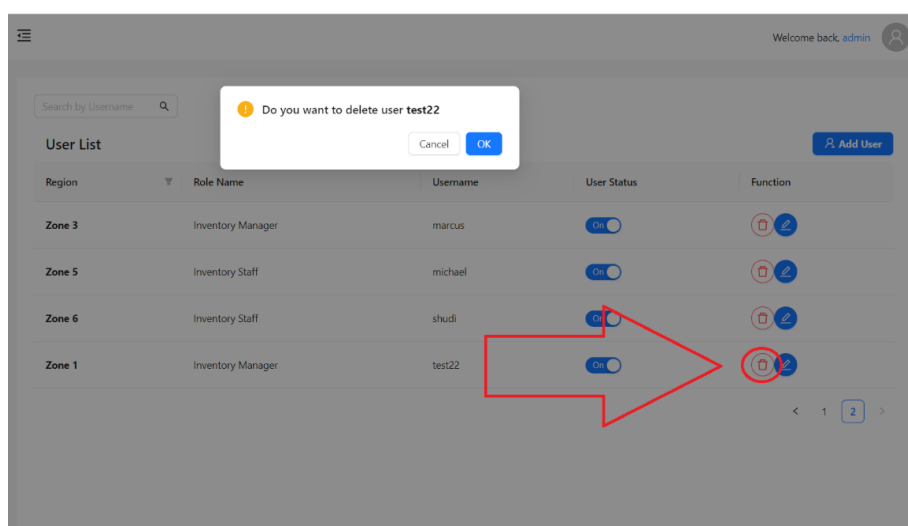 Welcome back, admin
Search by Username
Do you want to delete user test22
Cancel OK
User List
Add User
Region Role Name Username User Status Function
Zone 3 Inventory Manager marcus On
Zone 5 Inventory Staff michael On
Zone 6 Inventory Staff shudi On
Zone 1 Inventory Manager test22 On
< 1 2 >